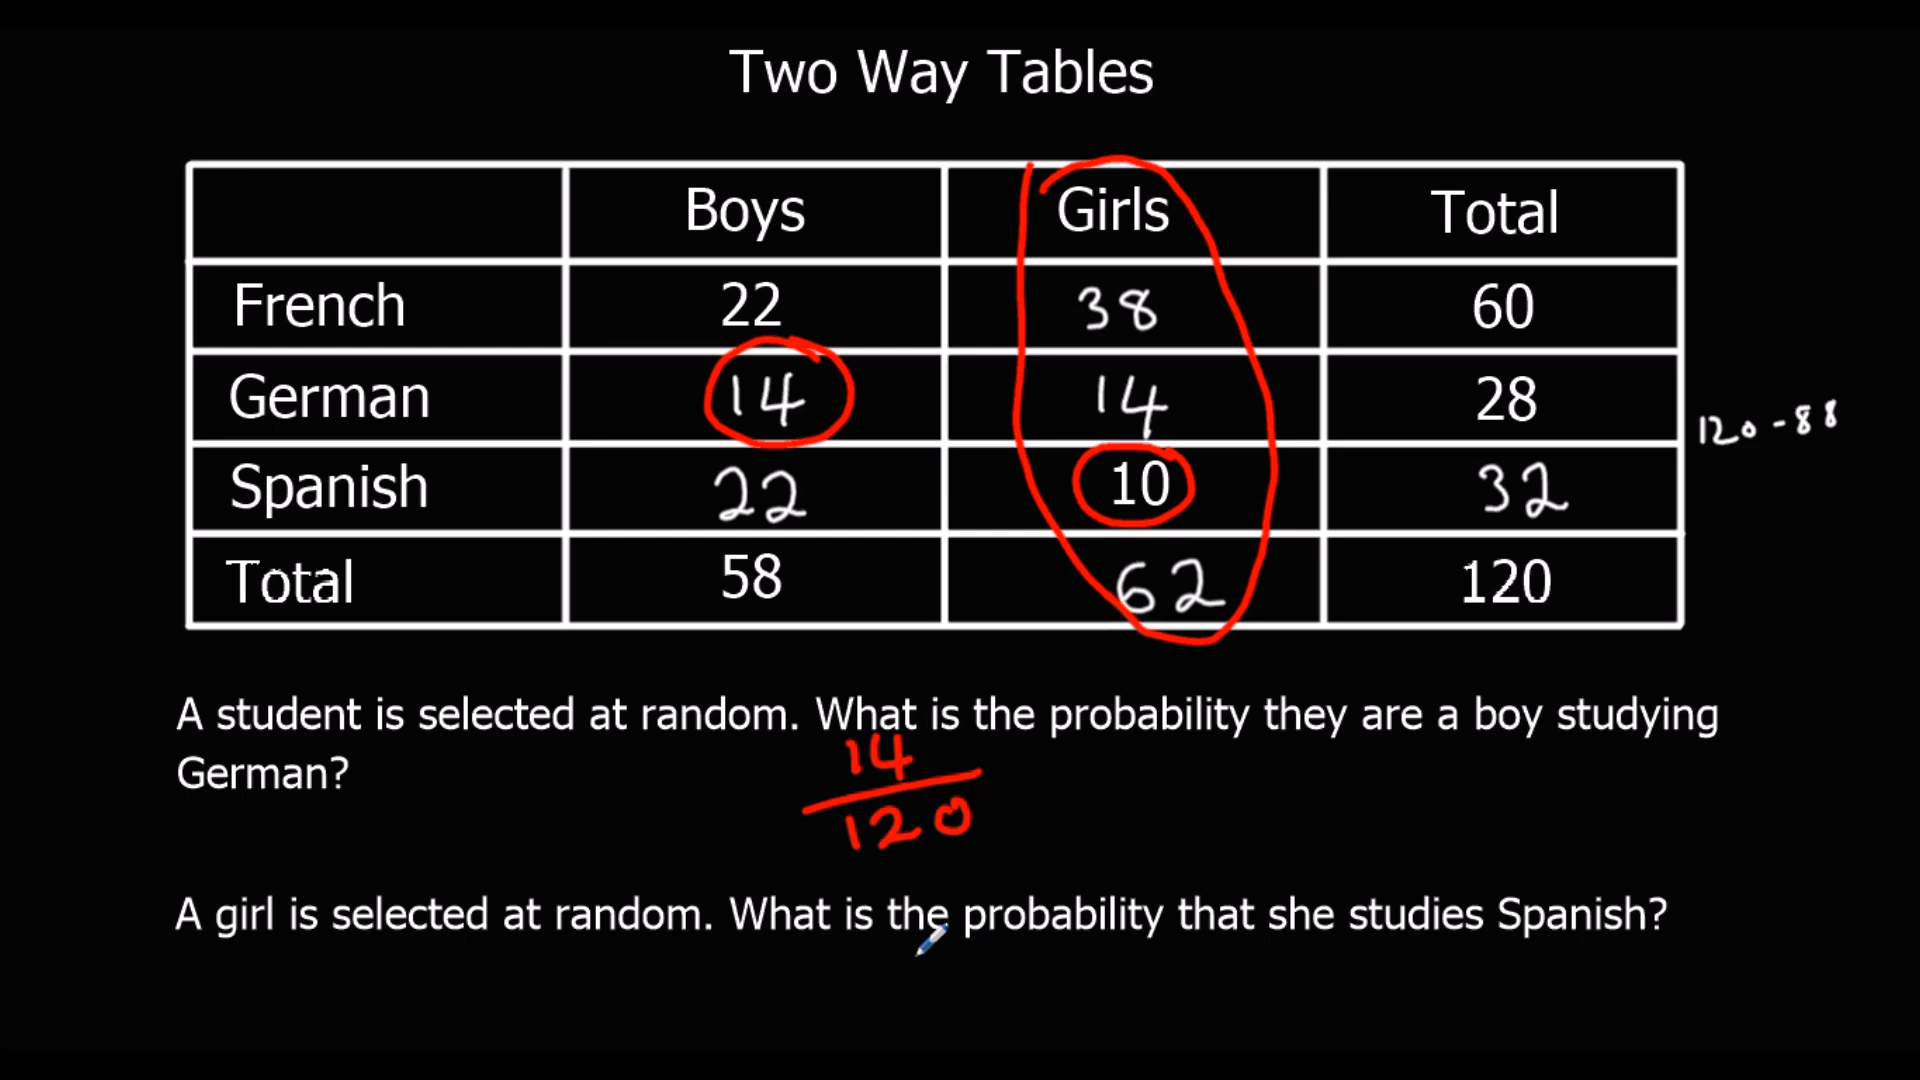 Two Way Tables
Boys Girls Total
French 22 38 60
German 14 14 28
120-88
Spanish 22 10 32
Total 58 62 120
A student is selected at random. What is the probability they are a boy studying
German?
14
120
A girl is selected at random. What is the probability that she studies Spanish?